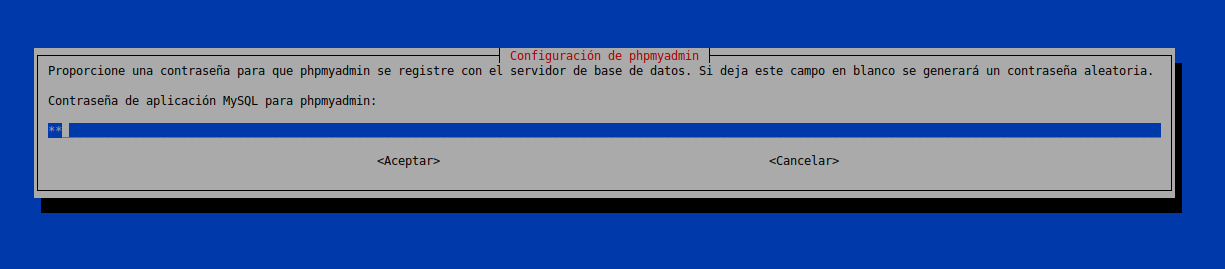 Configuración de phpmyadmin
Proporcione una contraseña para que phpmyadmin se registre con el servidor de base de datos. Si deja este campo en blanco se generará un contraseña aleatoria.
Contraseña de aplicación MySQL para phpmyadmin:
**
<Aceptar> <Cancelar>